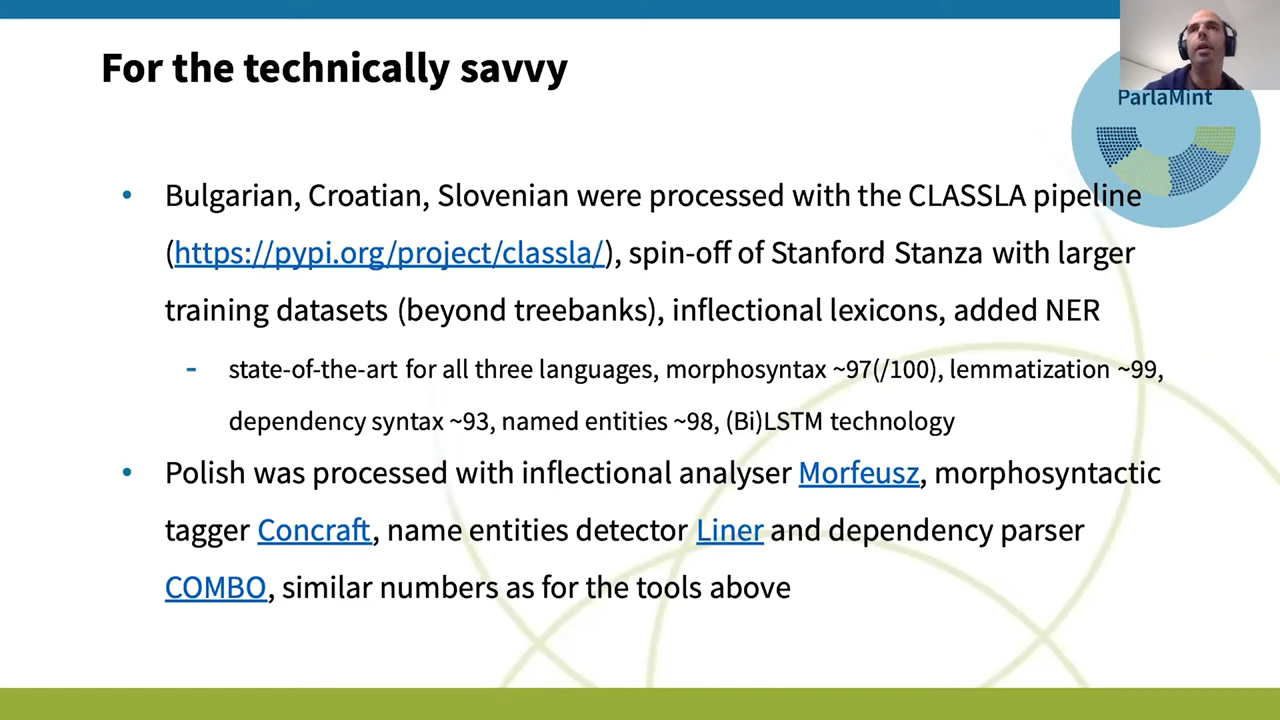 For the technically savvy
ParlaMint
• Bulgarian, Croatian, Slovenian were processed with the CLASSLA pipeline
(https://pypi.org/project/classla/), spin-off of Stanford Stanza with larger
training datasets (beyond treebanks), inflectional lexicons, added NER
- state-of-the-art for all three languages, morphosyntax ~97(/100), lemmatization ~99,
dependency syntax ~93, named entities ~98, (Bi)LSTM technology
• Polish was processed with inflectional analyser Morfeusz, morphosyntactic
tagger Concraft, name entities detector Liner and dependency parser
COMBO, similar numbers as for the tools above